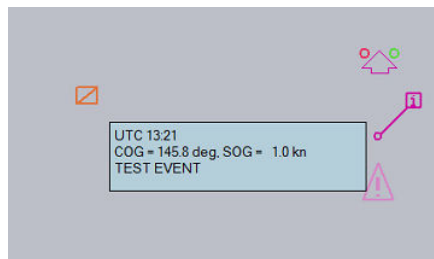 i
UTC 13:21
COG = 145.8 deg, SOG = 1.0 kn
TEST EVENT
!